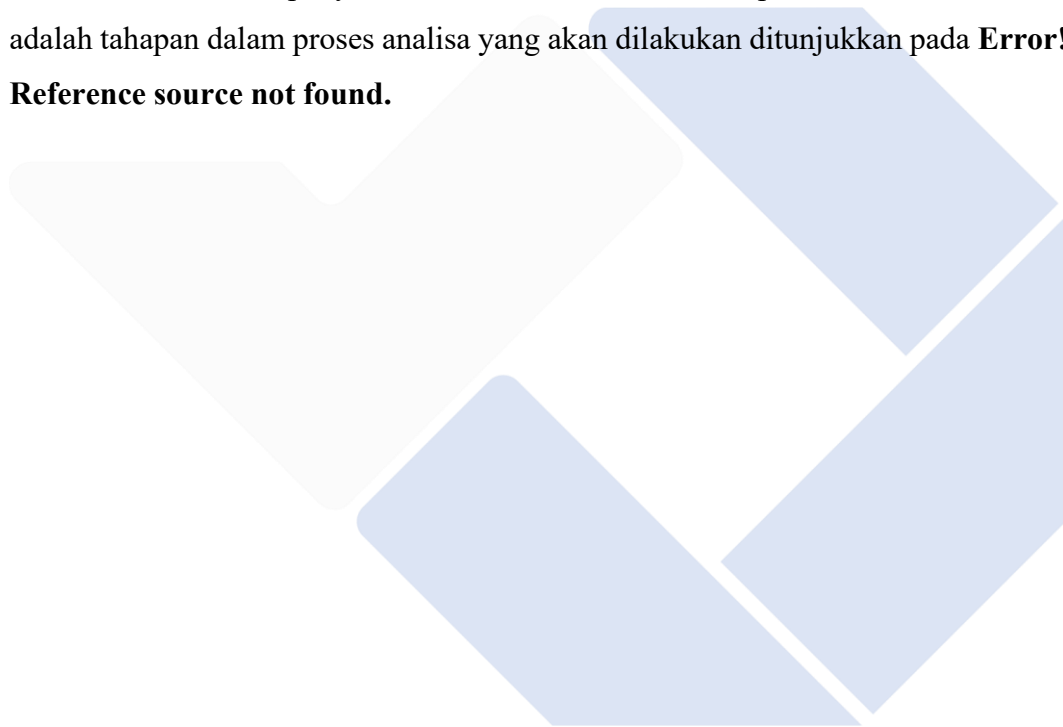 adalah tahapan dalam proses analisa yang akan dilakukan ditunjukkan pada Error!
Reference source not found.